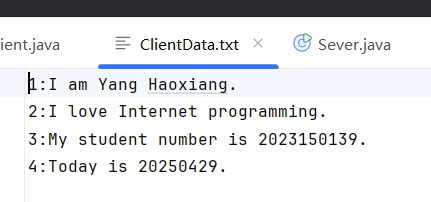 ient.java ClientData.txt Sever.java
1:I am Yang Haoxiang.
2:I love Internet programming.
3:My student number is 2023150139.
4:Today is 20250429.